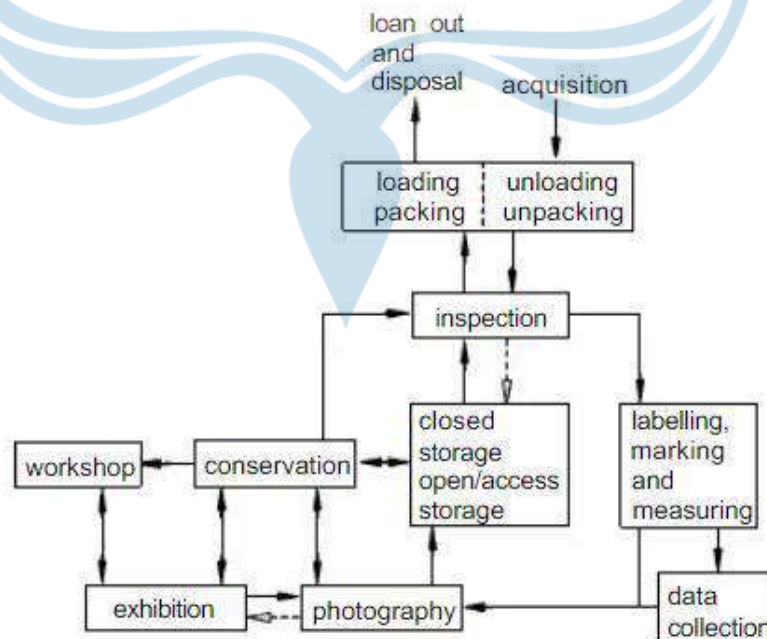 loan out
and
disposal
acquisition
loading
packing
unloading
unpacking
inspection
closed
storage
open/access
storage
labelling,
marking
and
measuring
workshop
conservation
exhibition
photography
data
collection